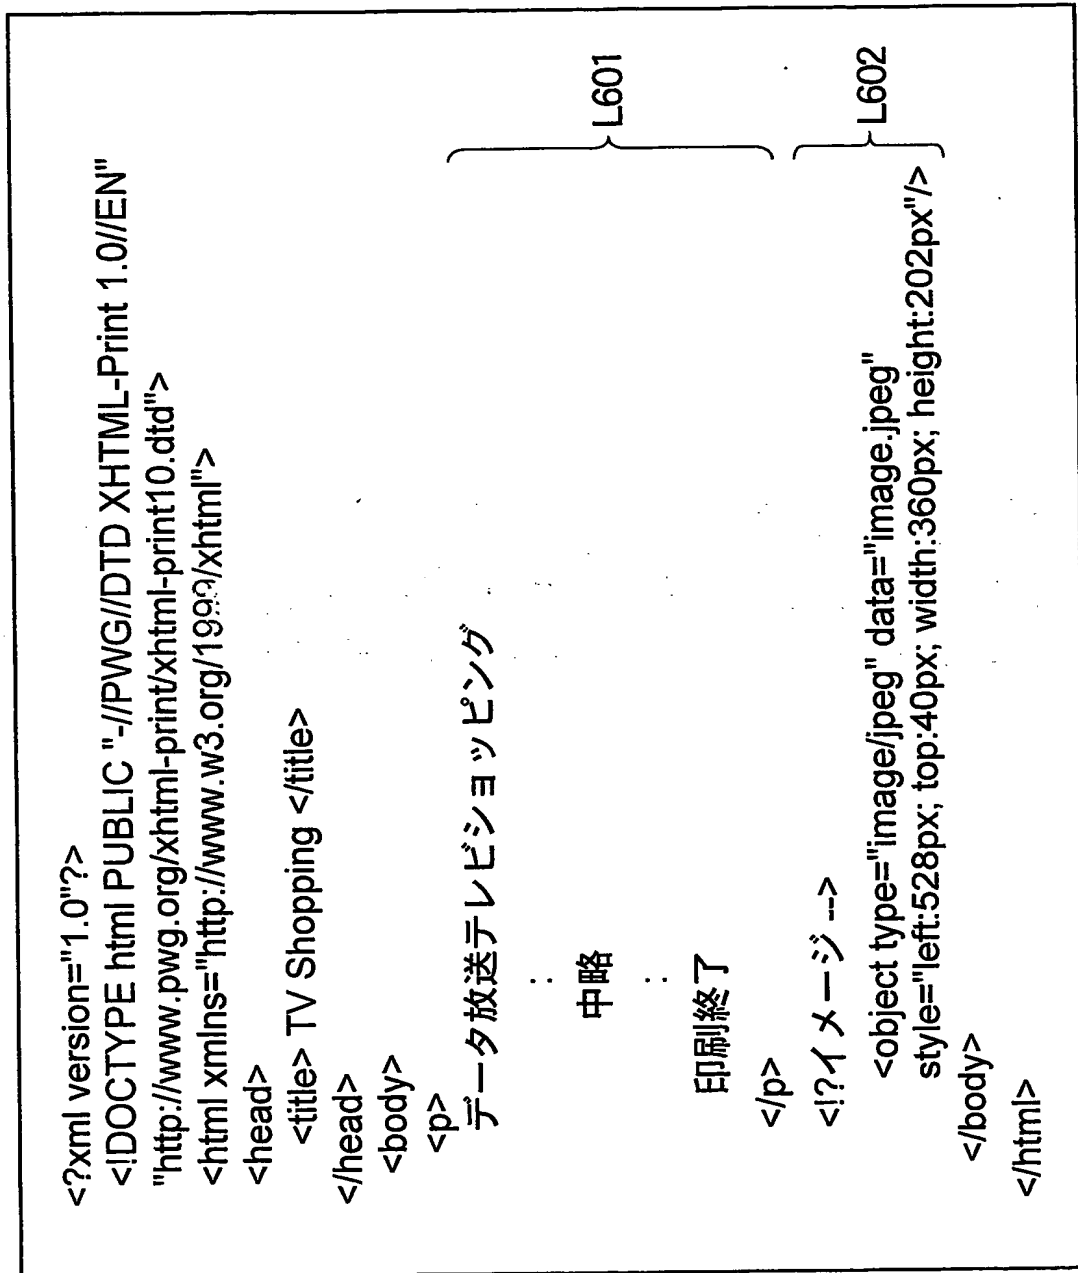 <?xml version="1.0"?>
<!DOCTYPE html PUBLIC "-//PWG//DTD XHTML-Print 1.0//EN"
"http://www.pwg.org/xhtml-print/xhtml-print10.dtd">
<html xmlns="http://www.w3.org/1999/xhtml">
<head>
<title> TV Shopping </title>
</head>
<body>
<p>
データ放送テレビショッピング
:
中略
:
印刷終了
</p>
L601
<!?イメージ -->
<object type="image/jpeg" data="image.jpeg"
style="left:528px; top:40px; width:360px; height:202px"/>
L602
</body>
</html>